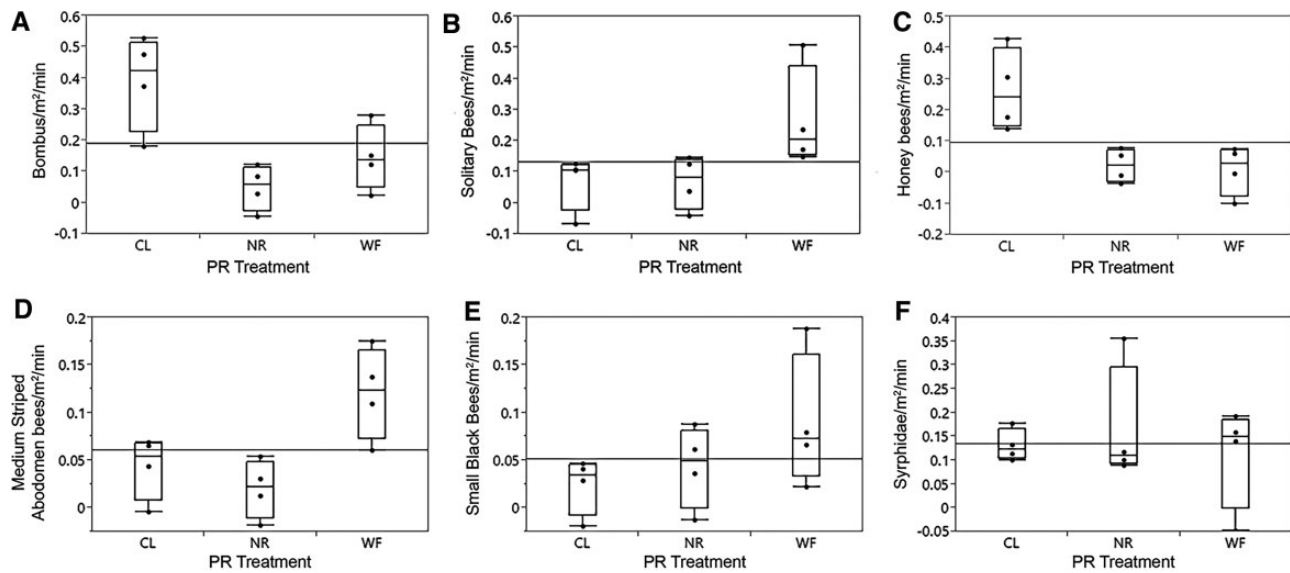 A
Bombus/m²/min
0.6
0.5
0.4
0.3
0.2
0.1
0
-0.1
CL
NR
WF
PR Treatment
B
Solitary Bees/m²/min
0.6
0.5
0.4
0.3
0.2
0.1
0
-0.1
CL
NR
WF
PR Treatment
C
Honey bees/m²/min
0.5
0.4
0.3
0.2
0.1
0
-0.1
-0.2
CL
NR
WF
PR Treatment
D
Medium Striped
Abodomen bees/m²/min
0.2
0.15
0.1
0.05
0
CL
NR
WF
PR Treatment
E
Small Black Bees/m²/min
0.2
0.15
0.1
0.05
0
CL
NR
WF
PR Treatment
F
Syrphidae/m²/min
0.4
0.35
0.3
0.2
0.15
0.1
0
-0.05
CL
NR
WF
PR Treatment